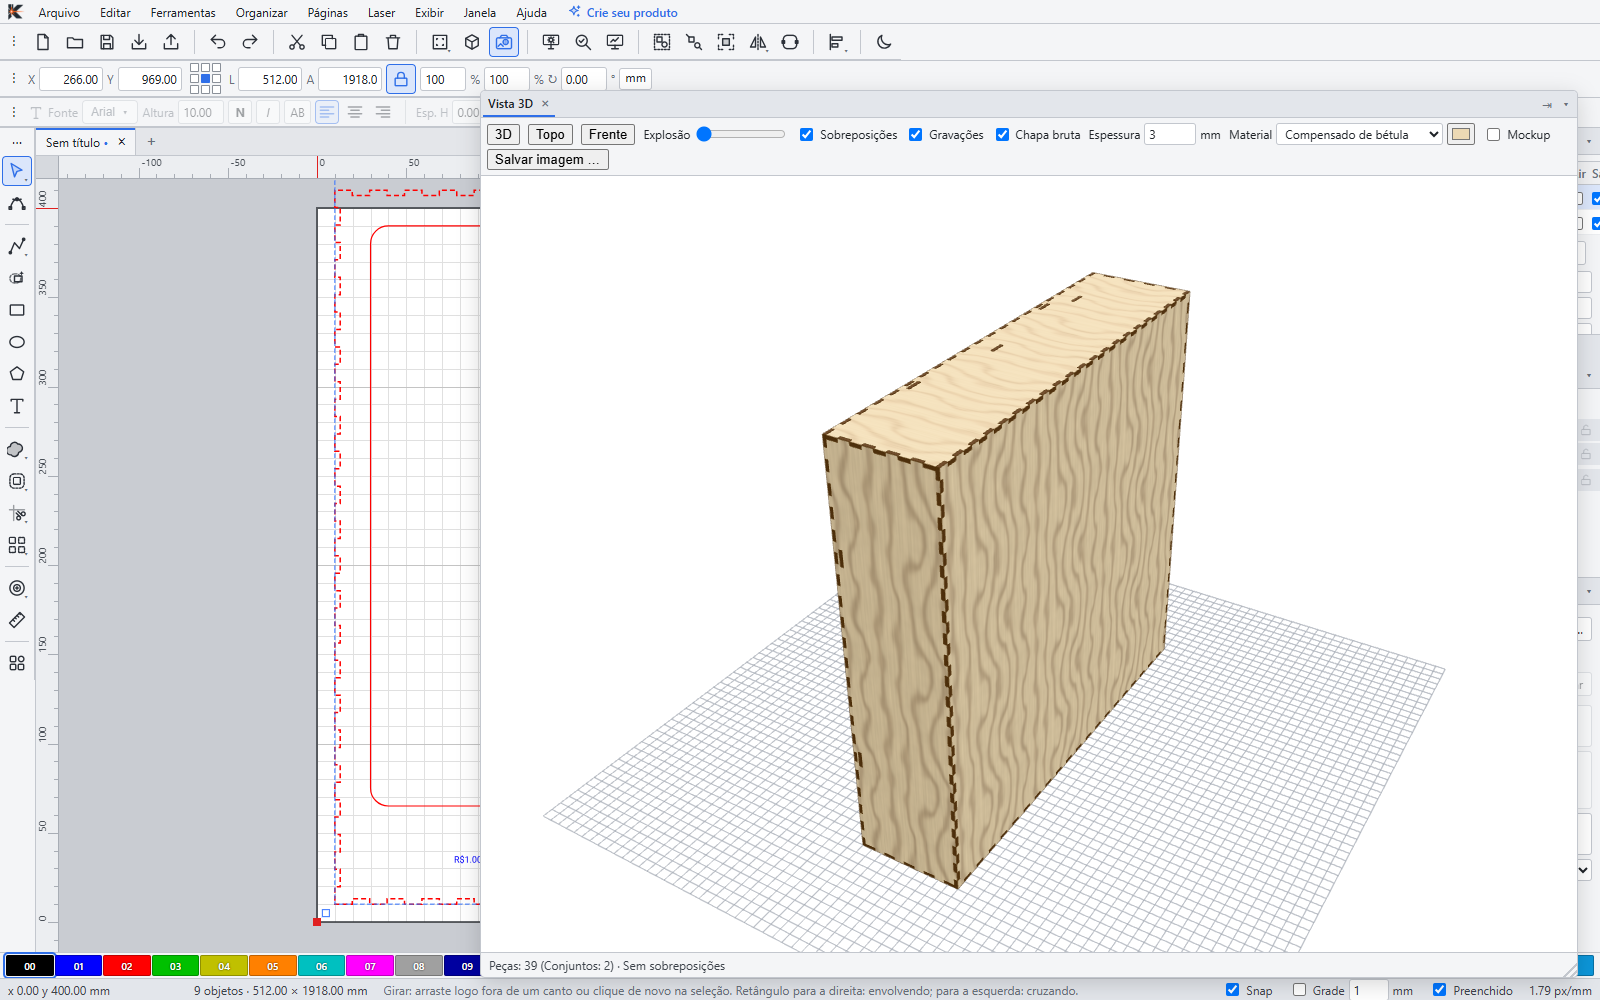 Arquivo Editar Ferramentas Organizar Páginas Laser Exibir Janela Ajuda Crie seu produto
X 266.00 Y 969.00 L 512.00 A 1918.0 100 % 100 % 0.00 ° mm
Fonte Arial Altura 10.00 N I AB Esp. H 0.00
Vista 3D ×
3D Topo Frente Explosão Sobreposições Gravações Chapa bruta Espessura 3 mm Material Compensado de bétula Mockup
Salvar imagem ...
Sem título • × +
-100 -50 0 50
400
350
300
250
200
150
100
50
0
R$1.00
00 01 02 03 04 05 06 07 08 09
Peças: 39 (Conjuntos: 2) · Sem sobreposições
x 0.00 y 400.00 mm 9 objetos · 512.00 × 1918.00 mm Girar: arraste logo fora de um canto ou clique de novo na seleção. Retângulo para a direita: envolvendo; para a esquerda: cruzando. Snap Grade 1 mm Preenchido 1.79 px/mm